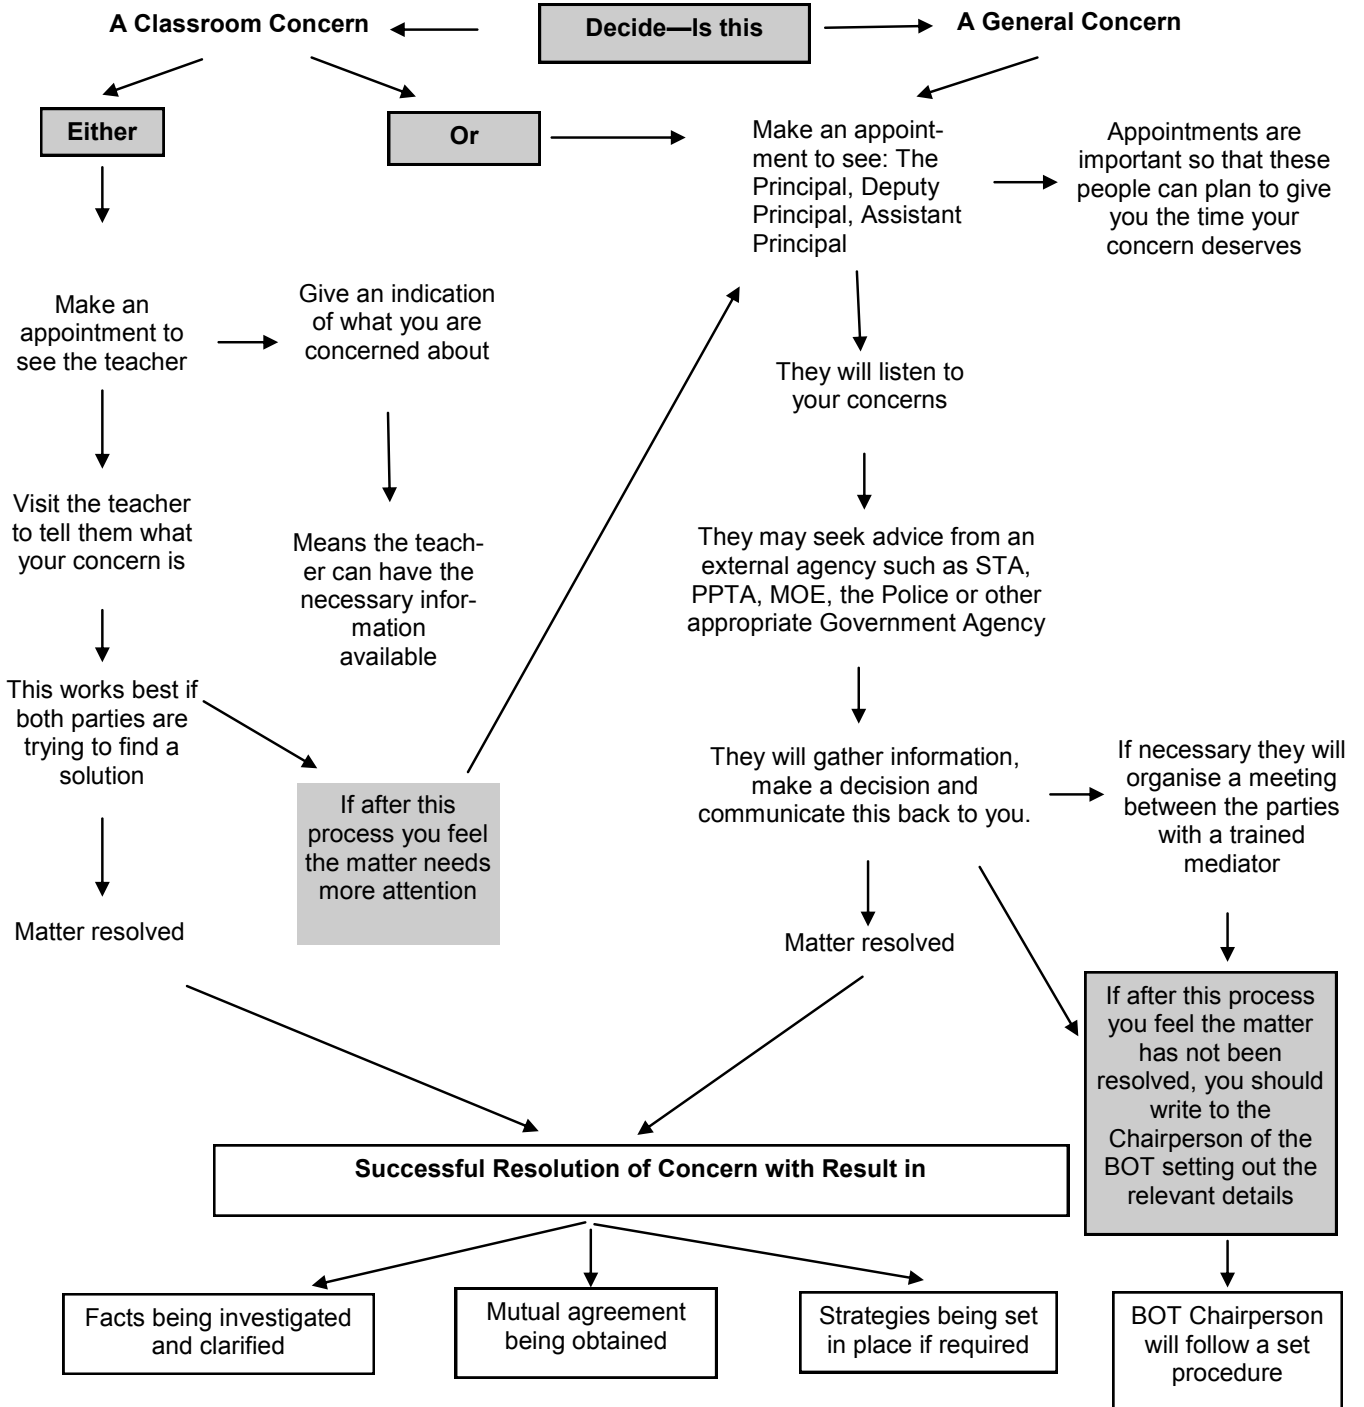 A Classroom Concern
Decide—Is this
A General Concern
Either
Or
Make an appoint-
ment to see: The
Principal, Deputy
Principal, Assistant
Principal
Appointments are
important so that these
people can plan to give
you the time your
concern deserves
Make an
appointment to
see the teacher
Give an indication
of what you are
concerned about
They will listen to
your concerns
Visit the teacher
to tell them what
your concern is
Means the teach-
er can have the
necessary infor-
mation
available
They may seek advice from an
external agency such as STA,
PPTA, MOE, the Police or other
appropriate Government Agency
This works best if
both parties are
trying to find a
solution
If after this
process you feel
the matter needs
more attention
They will gather information,
make a decision and
communicate this back to you.
If necessary they will
organise a meeting
between the parties
with a trained
mediator
Matter resolved
Matter resolved
If after this process
you feel the matter
has not been
resolved, you should
write to the
Chairperson of the
BOT setting out the
relevant details
Successful Resolution of Concern with Result in
Facts being investigated
and clarified
Mutual agreement
being obtained
Strategies being set
in place if required
BOT Chairperson
will follow a set
procedure